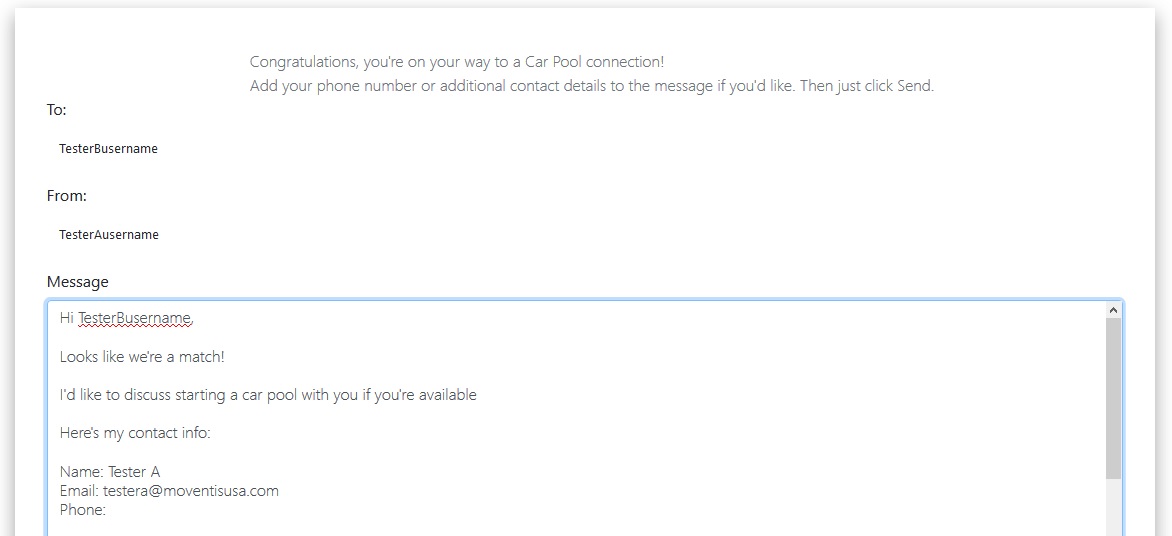 Congratulations, you're on your way to a Car Pool connection!
Add your phone number or additional contact details to the message if you'd like. Then just click Send.
To:
TesterBusername
From:
TesterAusername
Message
Hi TesterBusername,
Looks like we're a match!
I'd like to discuss starting a car pool with you if you're available
Here's my contact info:
Name: Tester A
Email: testera@moventisusa.com
Phone: